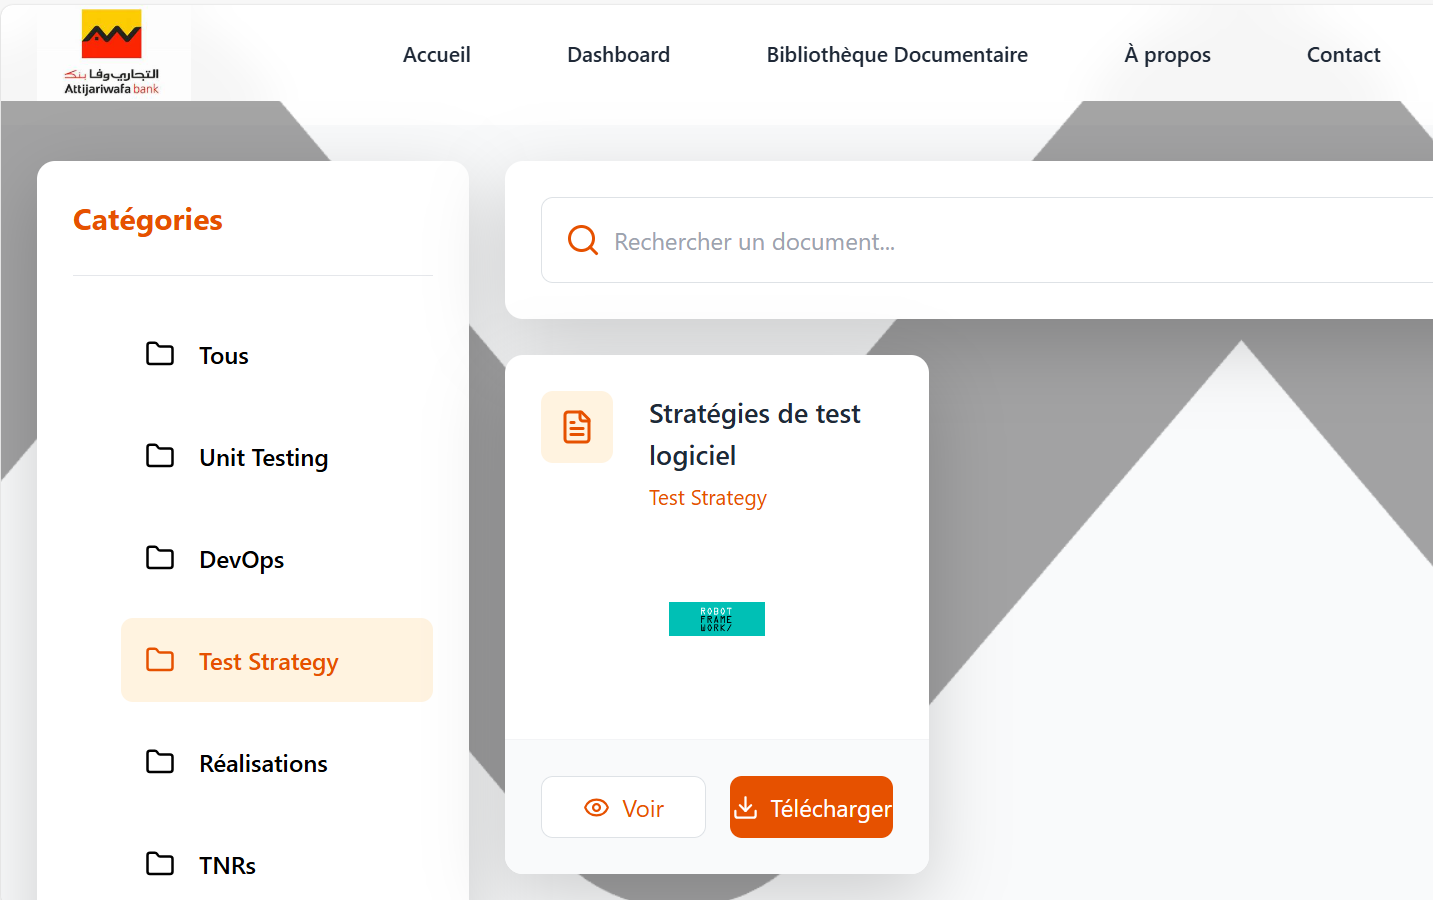 التجاري وفا بنك
Attijariwafa bank
Accueil
Dashboard
Bibliothèque Documentaire
À propos
Contact
Catégories
Tous
Unit Testing
DevOps
Test Strategy
Réalisations
TNRs
Rechercher un document...
Stratégies de test
logiciel
Test Strategy
ROBOT
FRAME
WORK/
Voir
Télécharger